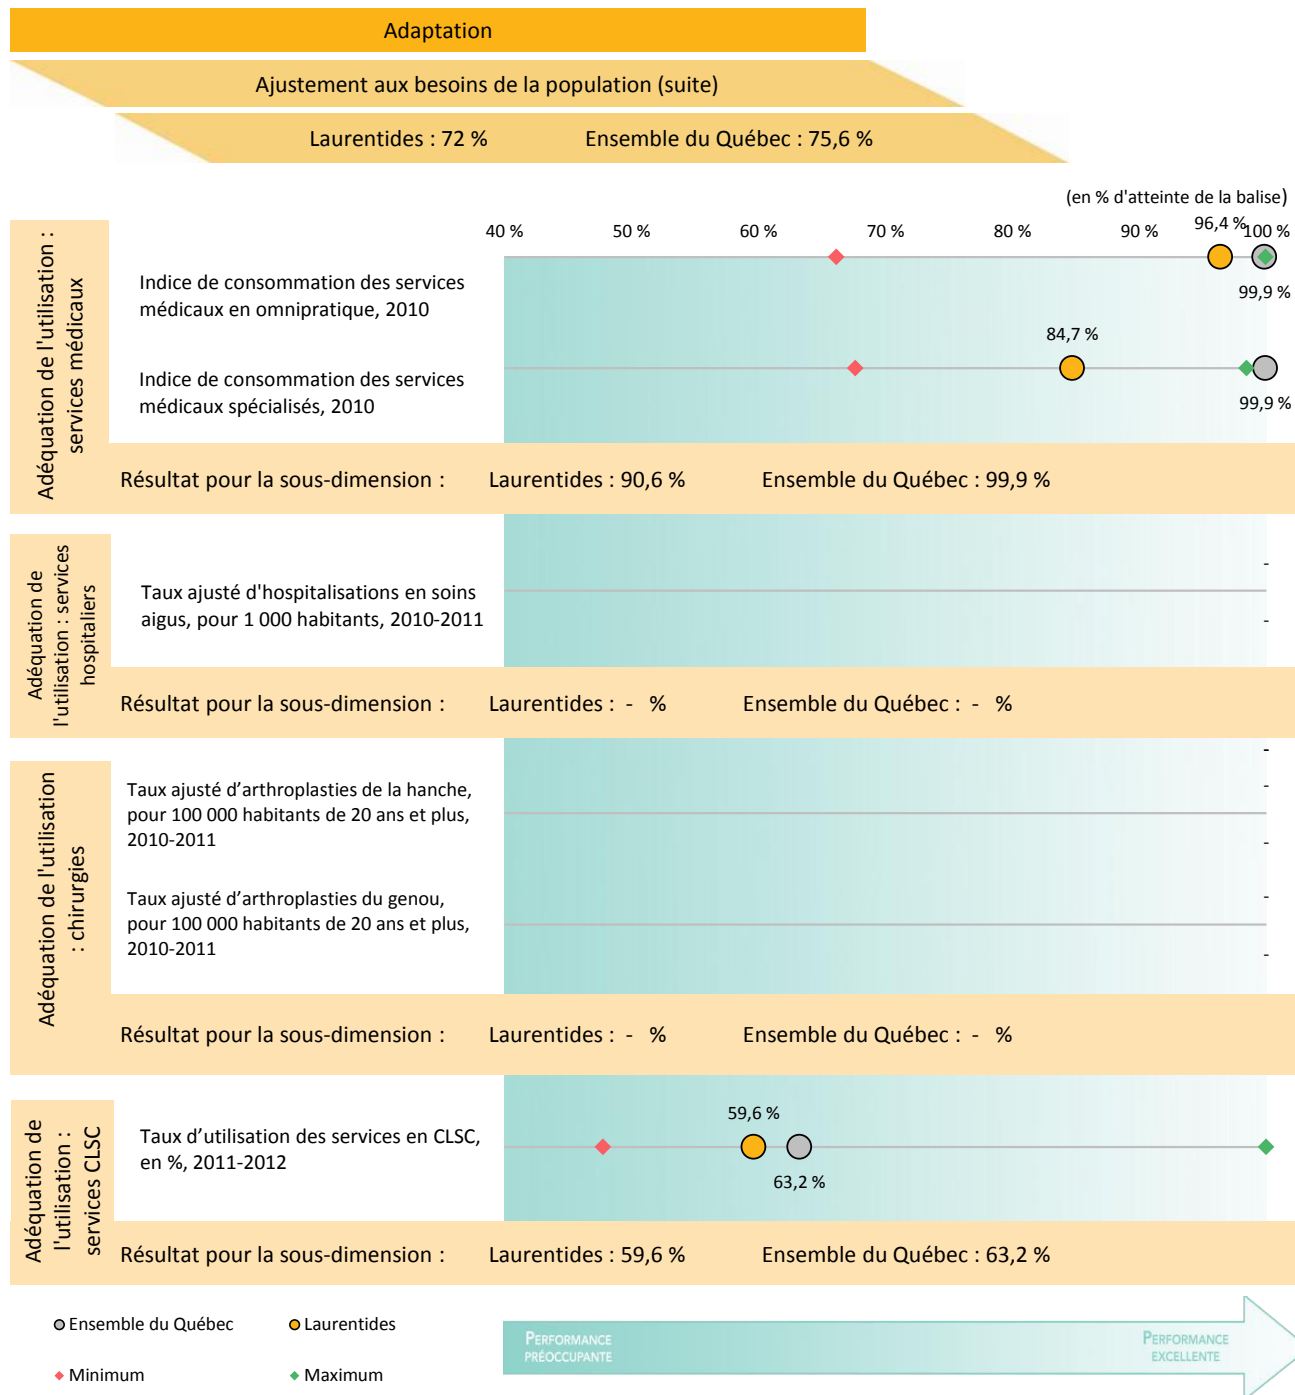 Adaptation
Ajustement aux besoins de la population (suite)
Laurentides : 72 % Ensemble du Québec : 75,6 %
(en % d'atteinte de la balise)
40 % 50 % 60 % 70 % 80 % 90 % 100 %
Adéquation de l'utilisation :
services médicaux
96,4 %
Indice de consommation des services
médicaux en omnipratique, 2010
99,9 %
84,7 %
Indice de consommation des services
médicaux spécialisés, 2010
99,9 %
Résultat pour la sous-dimension : Laurentides : 90,6 % Ensemble du Québec : 99,9 %
Adéquation de
l'utilisation : services
hospitaliers
-
Taux ajusté d'hospitalisations en soins
aigus, pour 1 000 habitants, 2010-2011
-
Résultat pour la sous-dimension : Laurentides : - % Ensemble du Québec : - %
-
Adéquation de l'utilisation
: chirurgies
-
Taux ajusté d’arthroplasties de la hanche,
pour 100 000 habitants de 20 ans et plus,
2010-2011
-
-
Taux ajusté d’arthroplasties du genou,
pour 100 000 habitants de 20 ans et plus,
2010-2011
-
Résultat pour la sous-dimension : Laurentides : - % Ensemble du Québec : - %
Adéquation de
l'utilisation :
services CLSC
59,6 %
Taux d’utilisation des services en CLSC,
en %, 2011-2012
63,2 %
Résultat pour la sous-dimension : Laurentides : 59,6 % Ensemble du Québec : 63,2 %
Ensemble du Québec Laurentides
Minimum Maximum
PERFORMANCE
PRÉOCCUPANTE
PERFORMANCE
EXCELLENTE